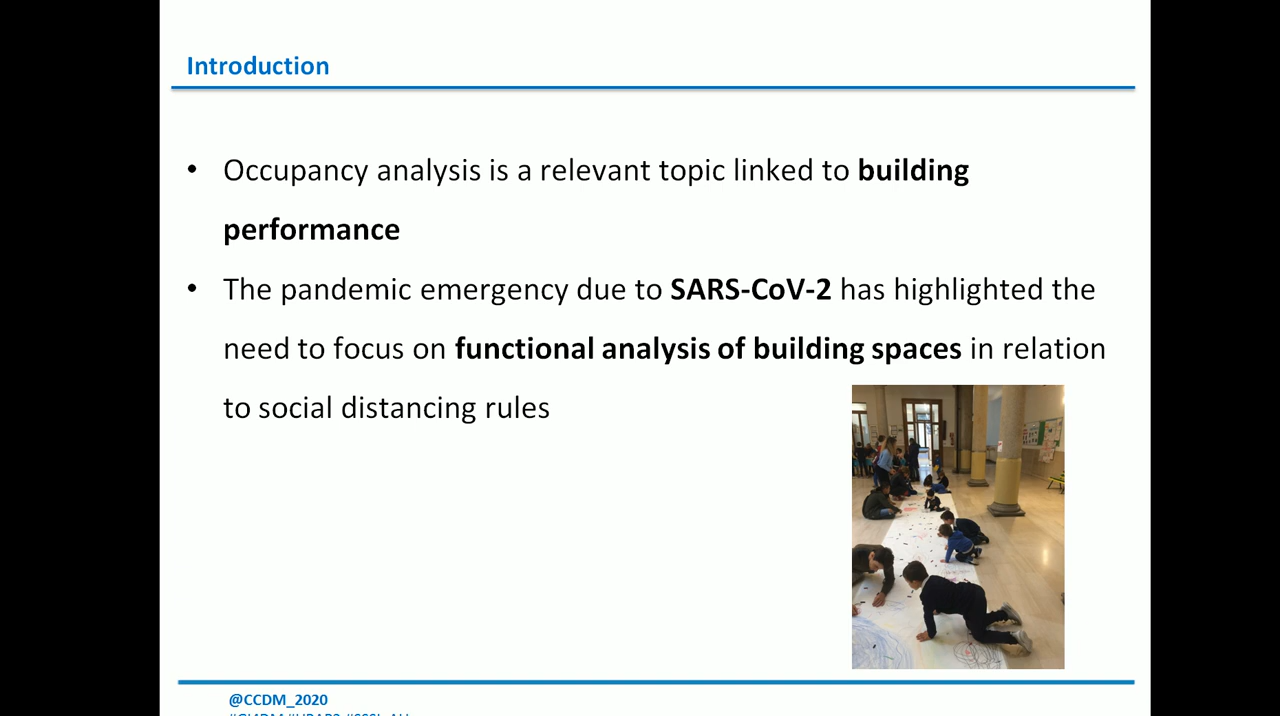 Introduction
• Occupancy analysis is a relevant topic linked to building
performance
• The pandemic emergency due to SARS-CoV-2 has highlighted the
need to focus on functional analysis of building spaces in relation
to social distancing rules
@CCDM_2020